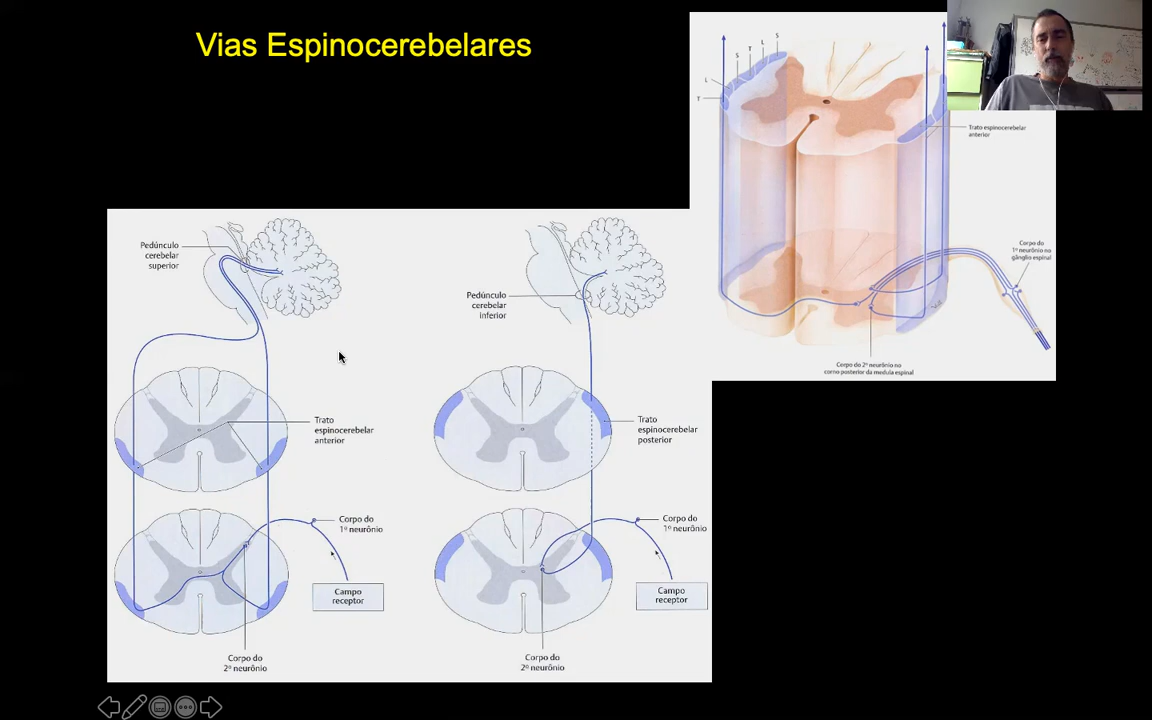 Vias Espinocerebelares
L
S
T
L
S
T
Trato espinocerebelar
anterior
Corpo do
1º neurônio no
gânglio espinal
Corpo do 2º neurônio no
corno posterior da medula espinal
Pedúnculo
cerebelar
superior
Trato
espinocerebelar
anterior
Corpo do
1º neurônio
Campo
receptor
Corpo do
2º neurônio
Pedúnculo
cerebelar
inferior
Trato
espinocerebelar
posterior
Corpo do
1º neurônio
Campo
receptor
Corpo do
2º neurônio